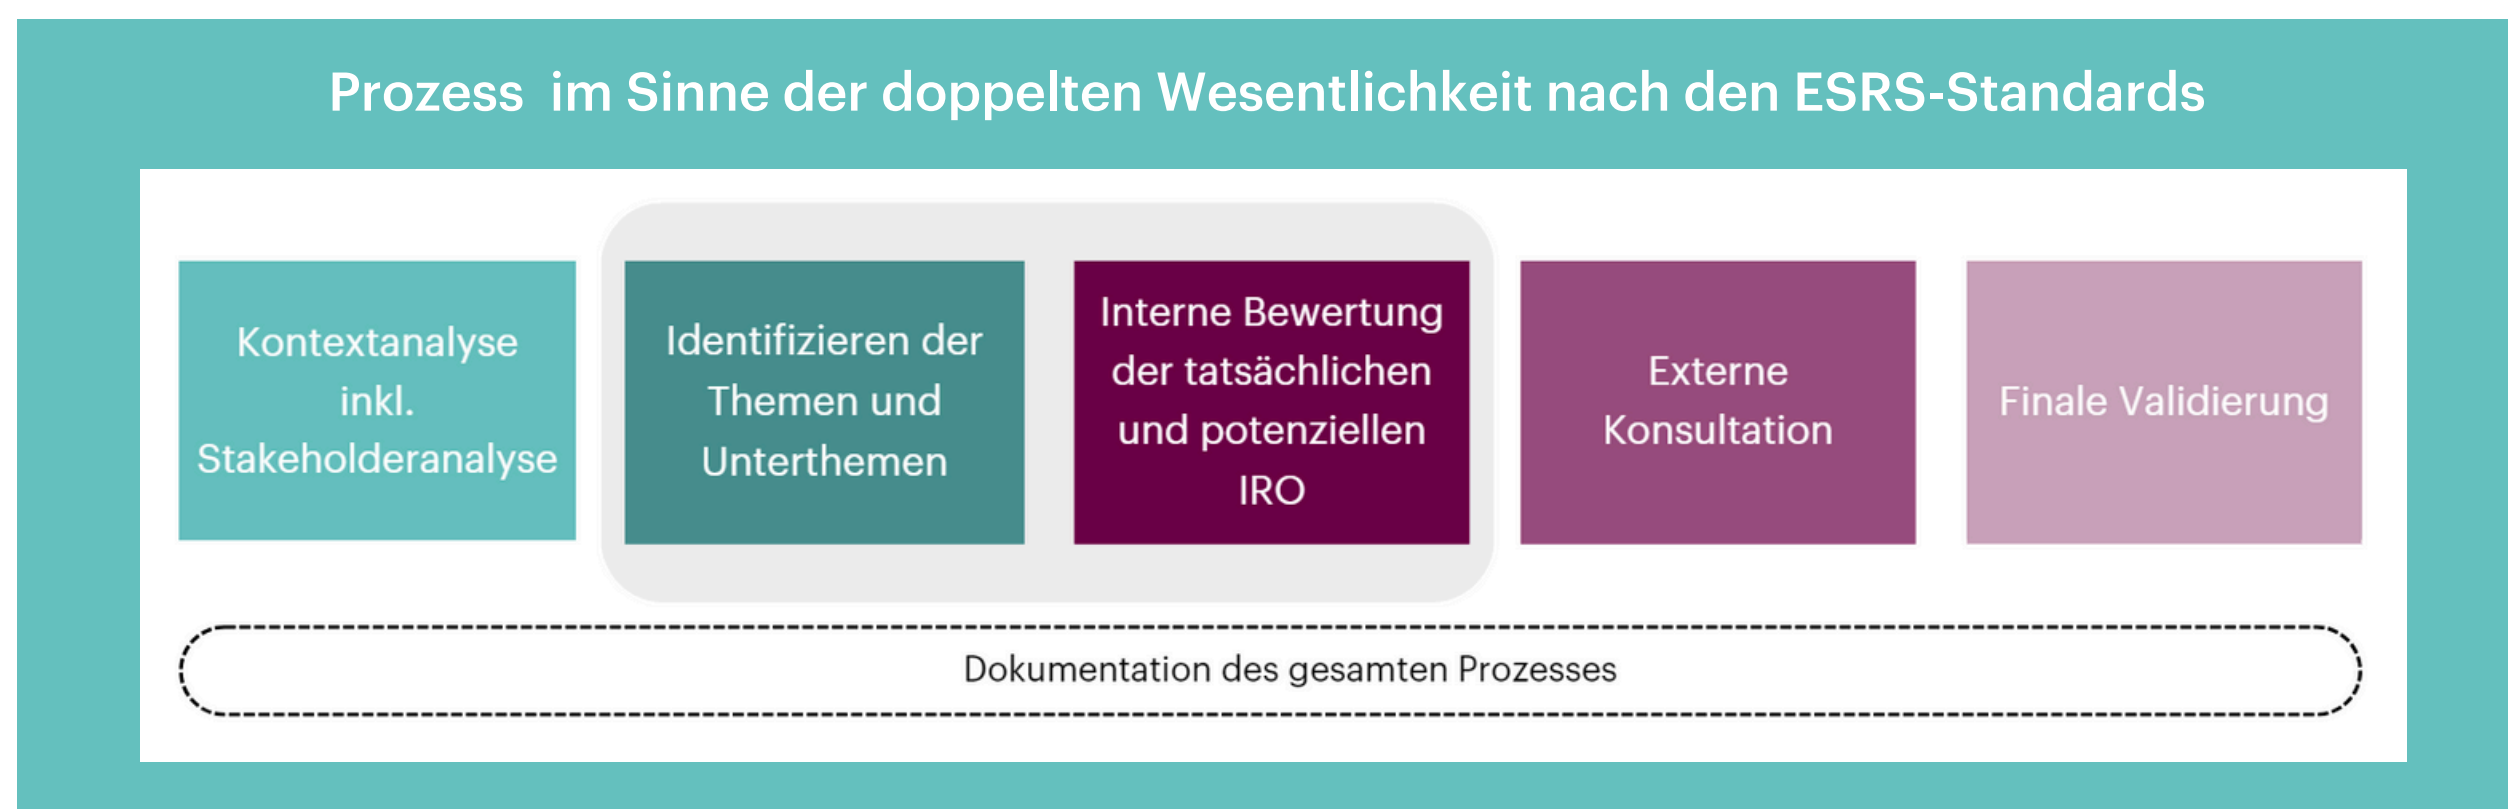 Prozess  im Sinne der doppelten Wesentlichkeit nach den ESRS-Standards
Kontextanalyse
inkl.
Stakeholderanalyse
Identifizieren der
Themen und
Unterthemen
Interne Bewertung
der tatsächlichen
und potenziellen
IRO
Externe
Konsultation
Finale Validierung
Dokumentation des gesamten Prozesses